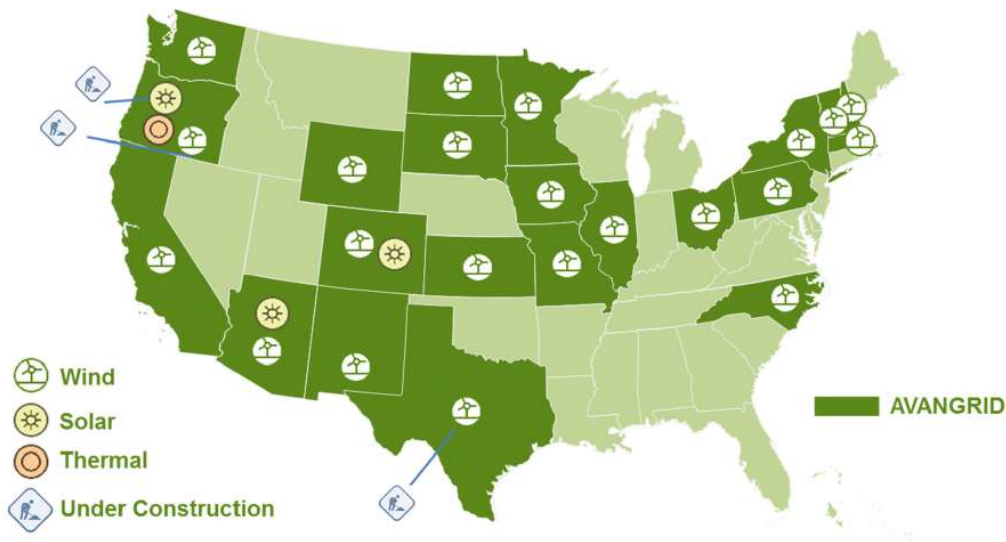 Wind
Solar
Thermal
Under Construction
AVANGRID